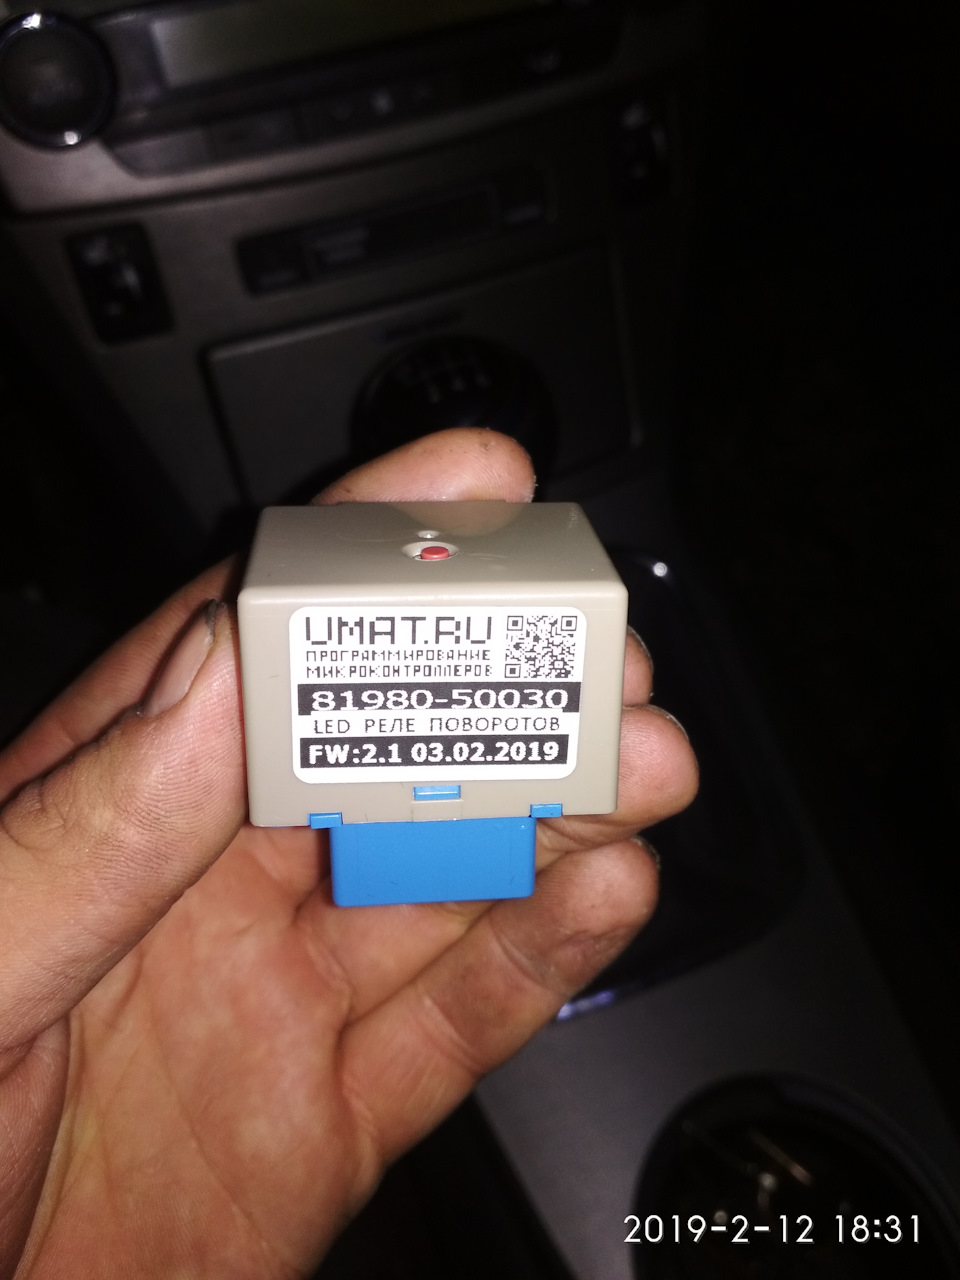 UMAT.RU
ПРОГРАММИРОВАНИЕ
МИКРОКОНТРОЛЛЕРОВ
81980-50030
LED РЕЛЕ ПОВОРОТОВ
FW:2.1 03.02.2019
2019-2-12 18:31